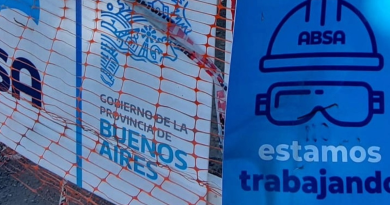 ABSA
GOBIERNO DE LA
PROVINCIA DE
BUENOS
AIRES
ABSA
estamos
trabajando